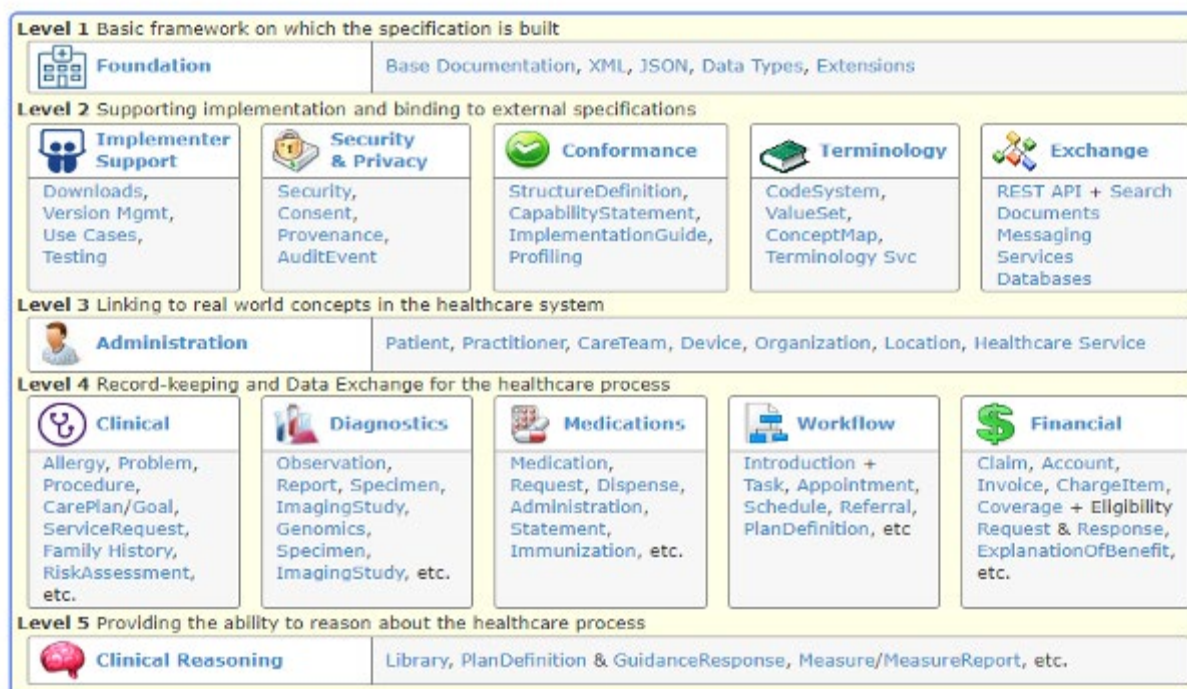 Level 1 Basic framework on which the specification is built
Foundation
Base Documentation, XML, JSON, Data Types, Extensions
Level 2 Supporting implementation and binding to external specifications
Implementer
Support
Downloads,
Version Mgmt,
Use Cases,
Testing
Security
& Privacy
Security,
Consent,
Provenance,
AuditEvent
Conformance
StructureDefinition,
CapabilityStatement,
ImplementationGuide,
Profiling
Terminology
CodeSystem,
ValueSet,
ConceptMap,
Terminology Svc
Exchange
REST API + Search
Documents
Messaging
Services
Databases
Level 3 Linking to real world concepts in the healthcare system
Administration
Patient, Practitioner, CareTeam, Device, Organization, Location, Healthcare Service
Level 4 Record-keeping and Data Exchange for the healthcare process
Clinical
Allergy, Problem,
Procedure,
CarePlan/Goal,
ServiceRequest,
Family History,
RiskAssessment,
etc.
Diagnostics
Observation,
Report, Specimen,
ImagingStudy,
Genomics,
Specimen,
ImagingStudy, etc.
Medications
Medication,
Request, Dispense,
Administration,
Statement,
Immunization, etc.
Workflow
Introduction +
Task, Appointment,
Schedule, Referral,
PlanDefinition, etc
Financial
Claim, Account,
Invoice, ChargeItem,
Coverage + Eligibility
Request & Response,
ExplanationOfBenefit,
etc.
Level 5 Providing the ability to reason about the healthcare process
Clinical Reasoning
Library, PlanDefinition & GuidanceResponse, Measure/MeasureReport, etc.